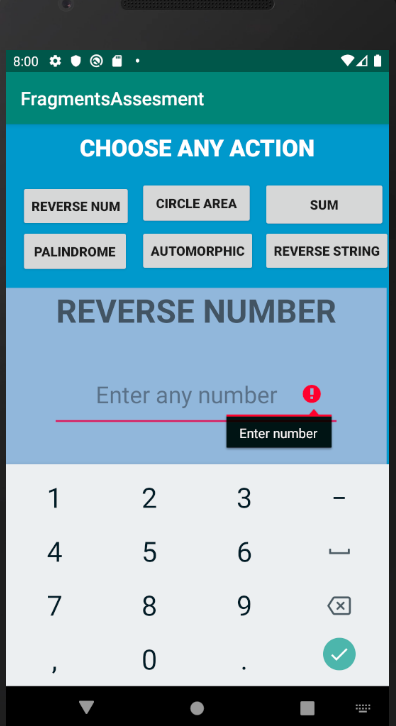 8:00
FragmentsAssesment
CHOOSE ANY ACTION
REVERSE NUM CIRCLE AREA SUM
PALINDROME AUTOMORPHIC REVERSE STRING
REVERSE NUMBER
Enter any number
Enter number
1 2 3 –
4 5 6
7 8 9
, 0 .